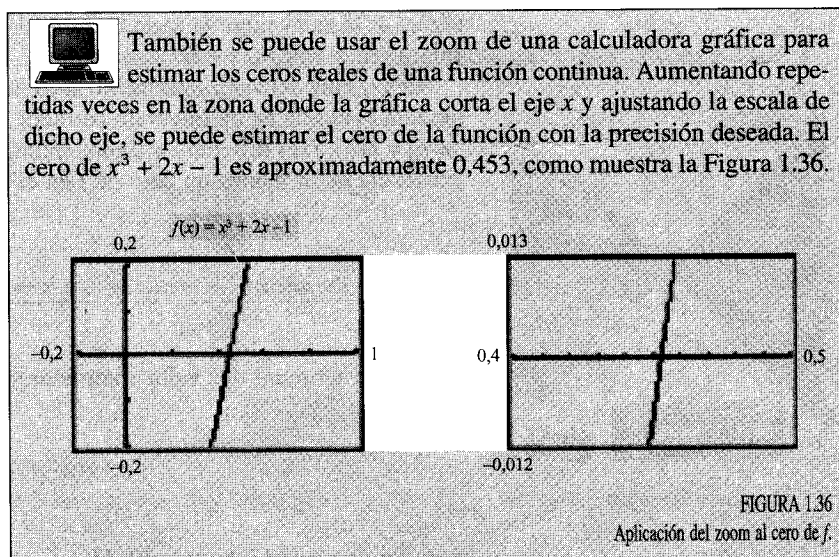 También se puede usar el zoom de una calculadora gráfica para
estimar los ceros reales de una función continua. Aumentando repe-
tidas veces en la zona donde la gráfica corta el eje x y ajustando la escala de
dicho eje, se puede estimar el cero de la función con la precisión deseada. El
cero de x³ + 2x − 1 es aproximadamente 0,453, como muestra la Figura 1.36.
f(x) = x³ + 2x − 1
0,2
0,013
−0,2
1
0,4
0,5
−0,2
−0,012
FIGURA 1.36
Aplicación del zoom al cero de f.